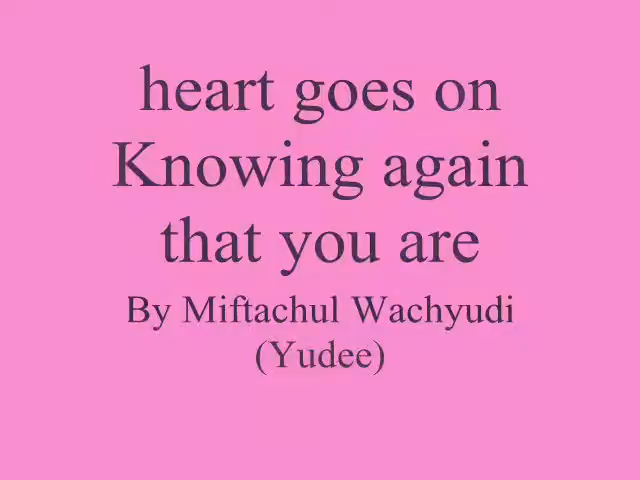 heart goes on
Knowing again
that you are
By Miftachul Wachyudi
(Yudee)